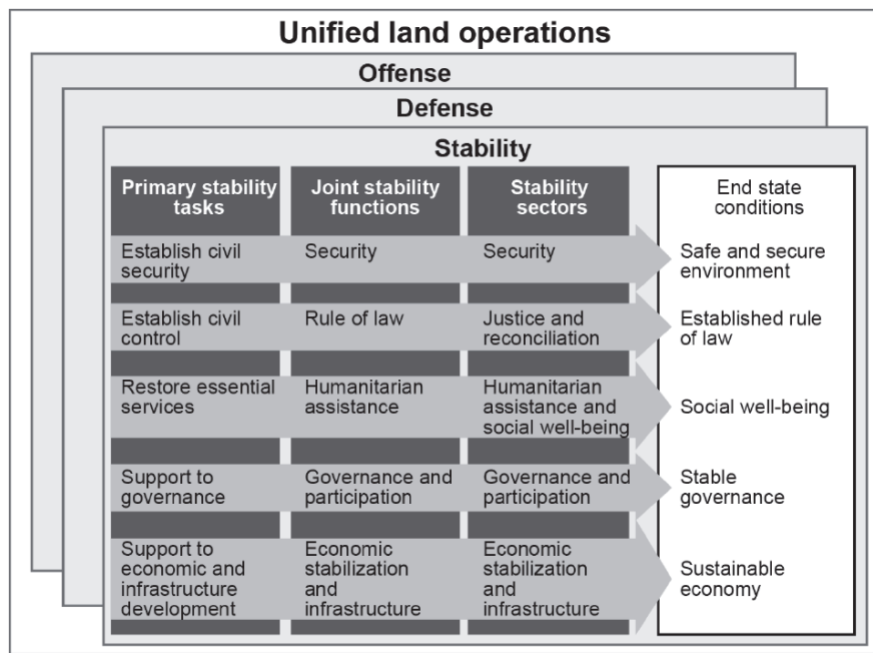 Unified land operations
Offense
Defense
Stability
Primary stability
tasks
Joint stability
functions
Stability
sectors
End state
conditions
Establish civil
security
Security
Security
Safe and secure
environment
Establish civil
control
Rule of law
Justice and
reconciliation
Established rule
of law
Restore essential
services
Humanitarian
assistance
Humanitarian
assistance and
social well-being
Social well-being
Support to
governance
Governance and
participation
Governance and
participation
Stable
governance
Support to
economic and
infrastructure
development
Economic
stabilization
and
infrastructure
Economic
stabilization
and
infrastructure
Sustainable
economy